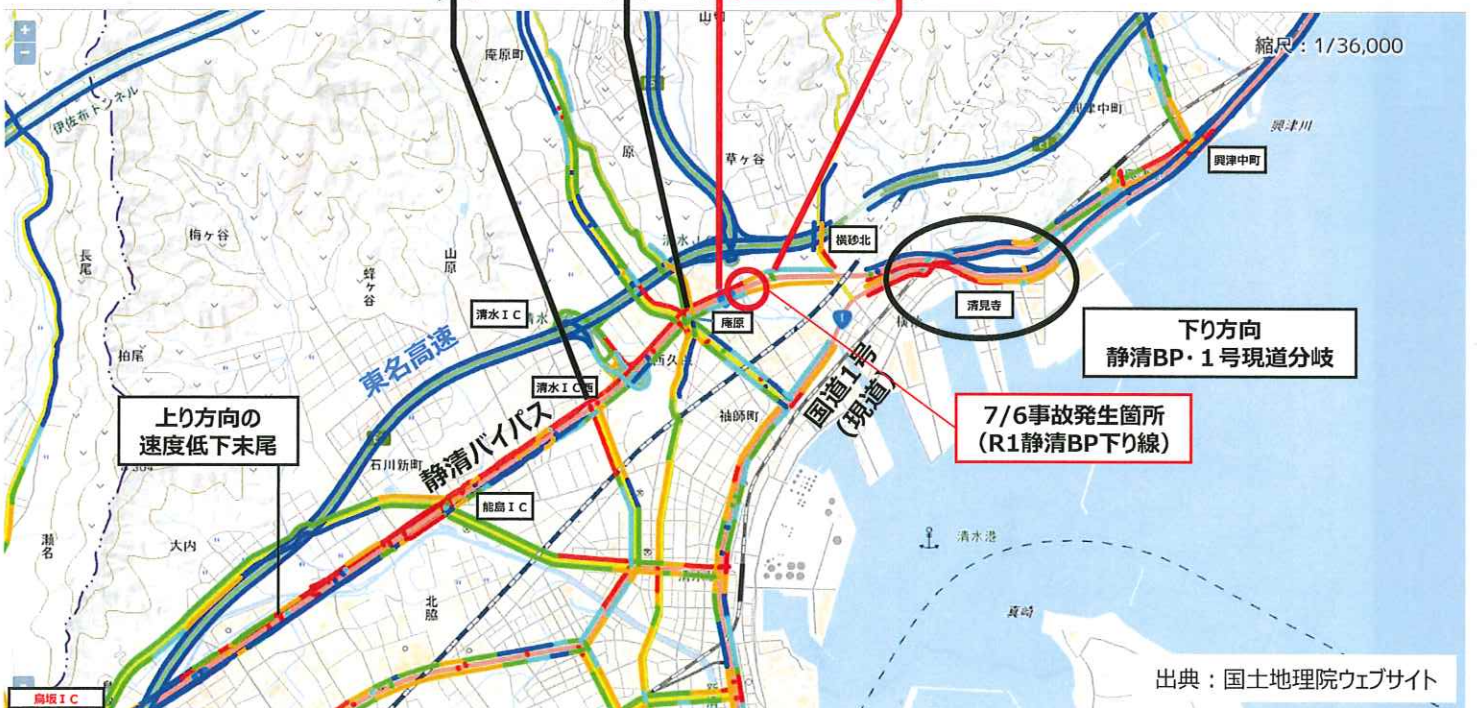 縮尺：1/36,000
庵原町
伊佐布トンネル
興津川
興津中町
原
草ヶ谷
梅ヶ谷
長尾
山原
蜂ヶ谷
横砂北
清水ＩＣ
清見寺
庵原
下り方向
静清BP・１号現道分岐
柏尾
東名高速
清水ＩＣ西
袖師町
国道1号
（現道）
上り方向の
速度低下末尾
7/6事故発生箇所
（R1静清BP下り線）
静清バイパス
石川新町
能島ＩＣ
瀬名
大内
清水港
北脇
真崎
出典：国土地理院ウェブサイト
鳥坂ＩＣ